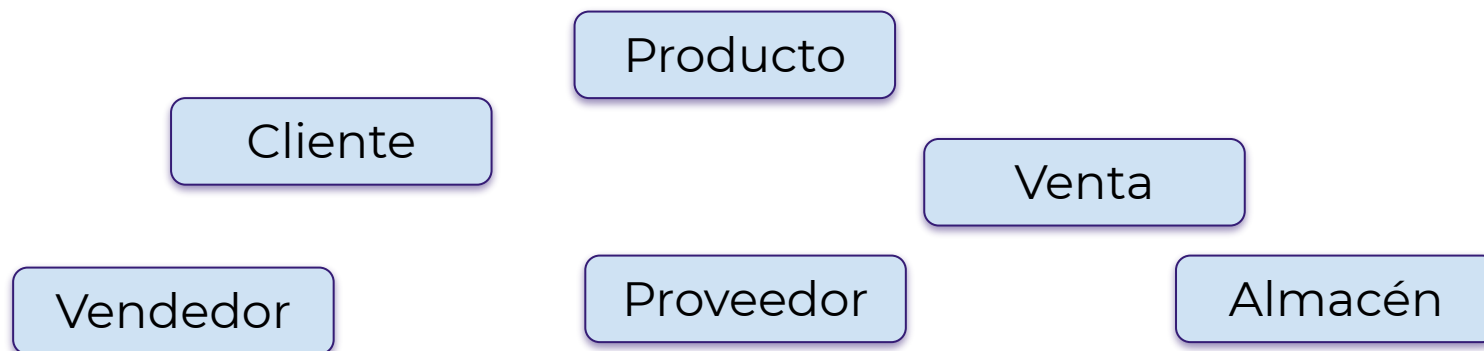 Producto
Cliente
Venta
Vendedor
Proveedor
Almacén